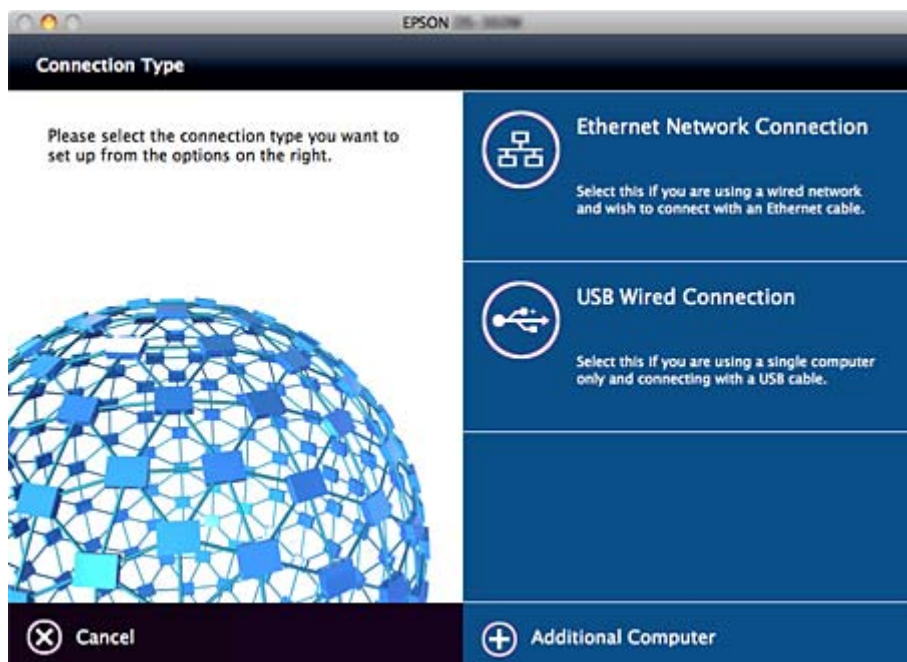 EPSON
Connection Type
Please select the connection type you want to
set up from the options on the right.
Ethernet Network Connection
Select this if you are using a wired network
and wish to connect with an Ethernet cable.
USB Wired Connection
Select this if you are using a single computer
only and connecting with a USB cable.
Cancel
Additional Computer